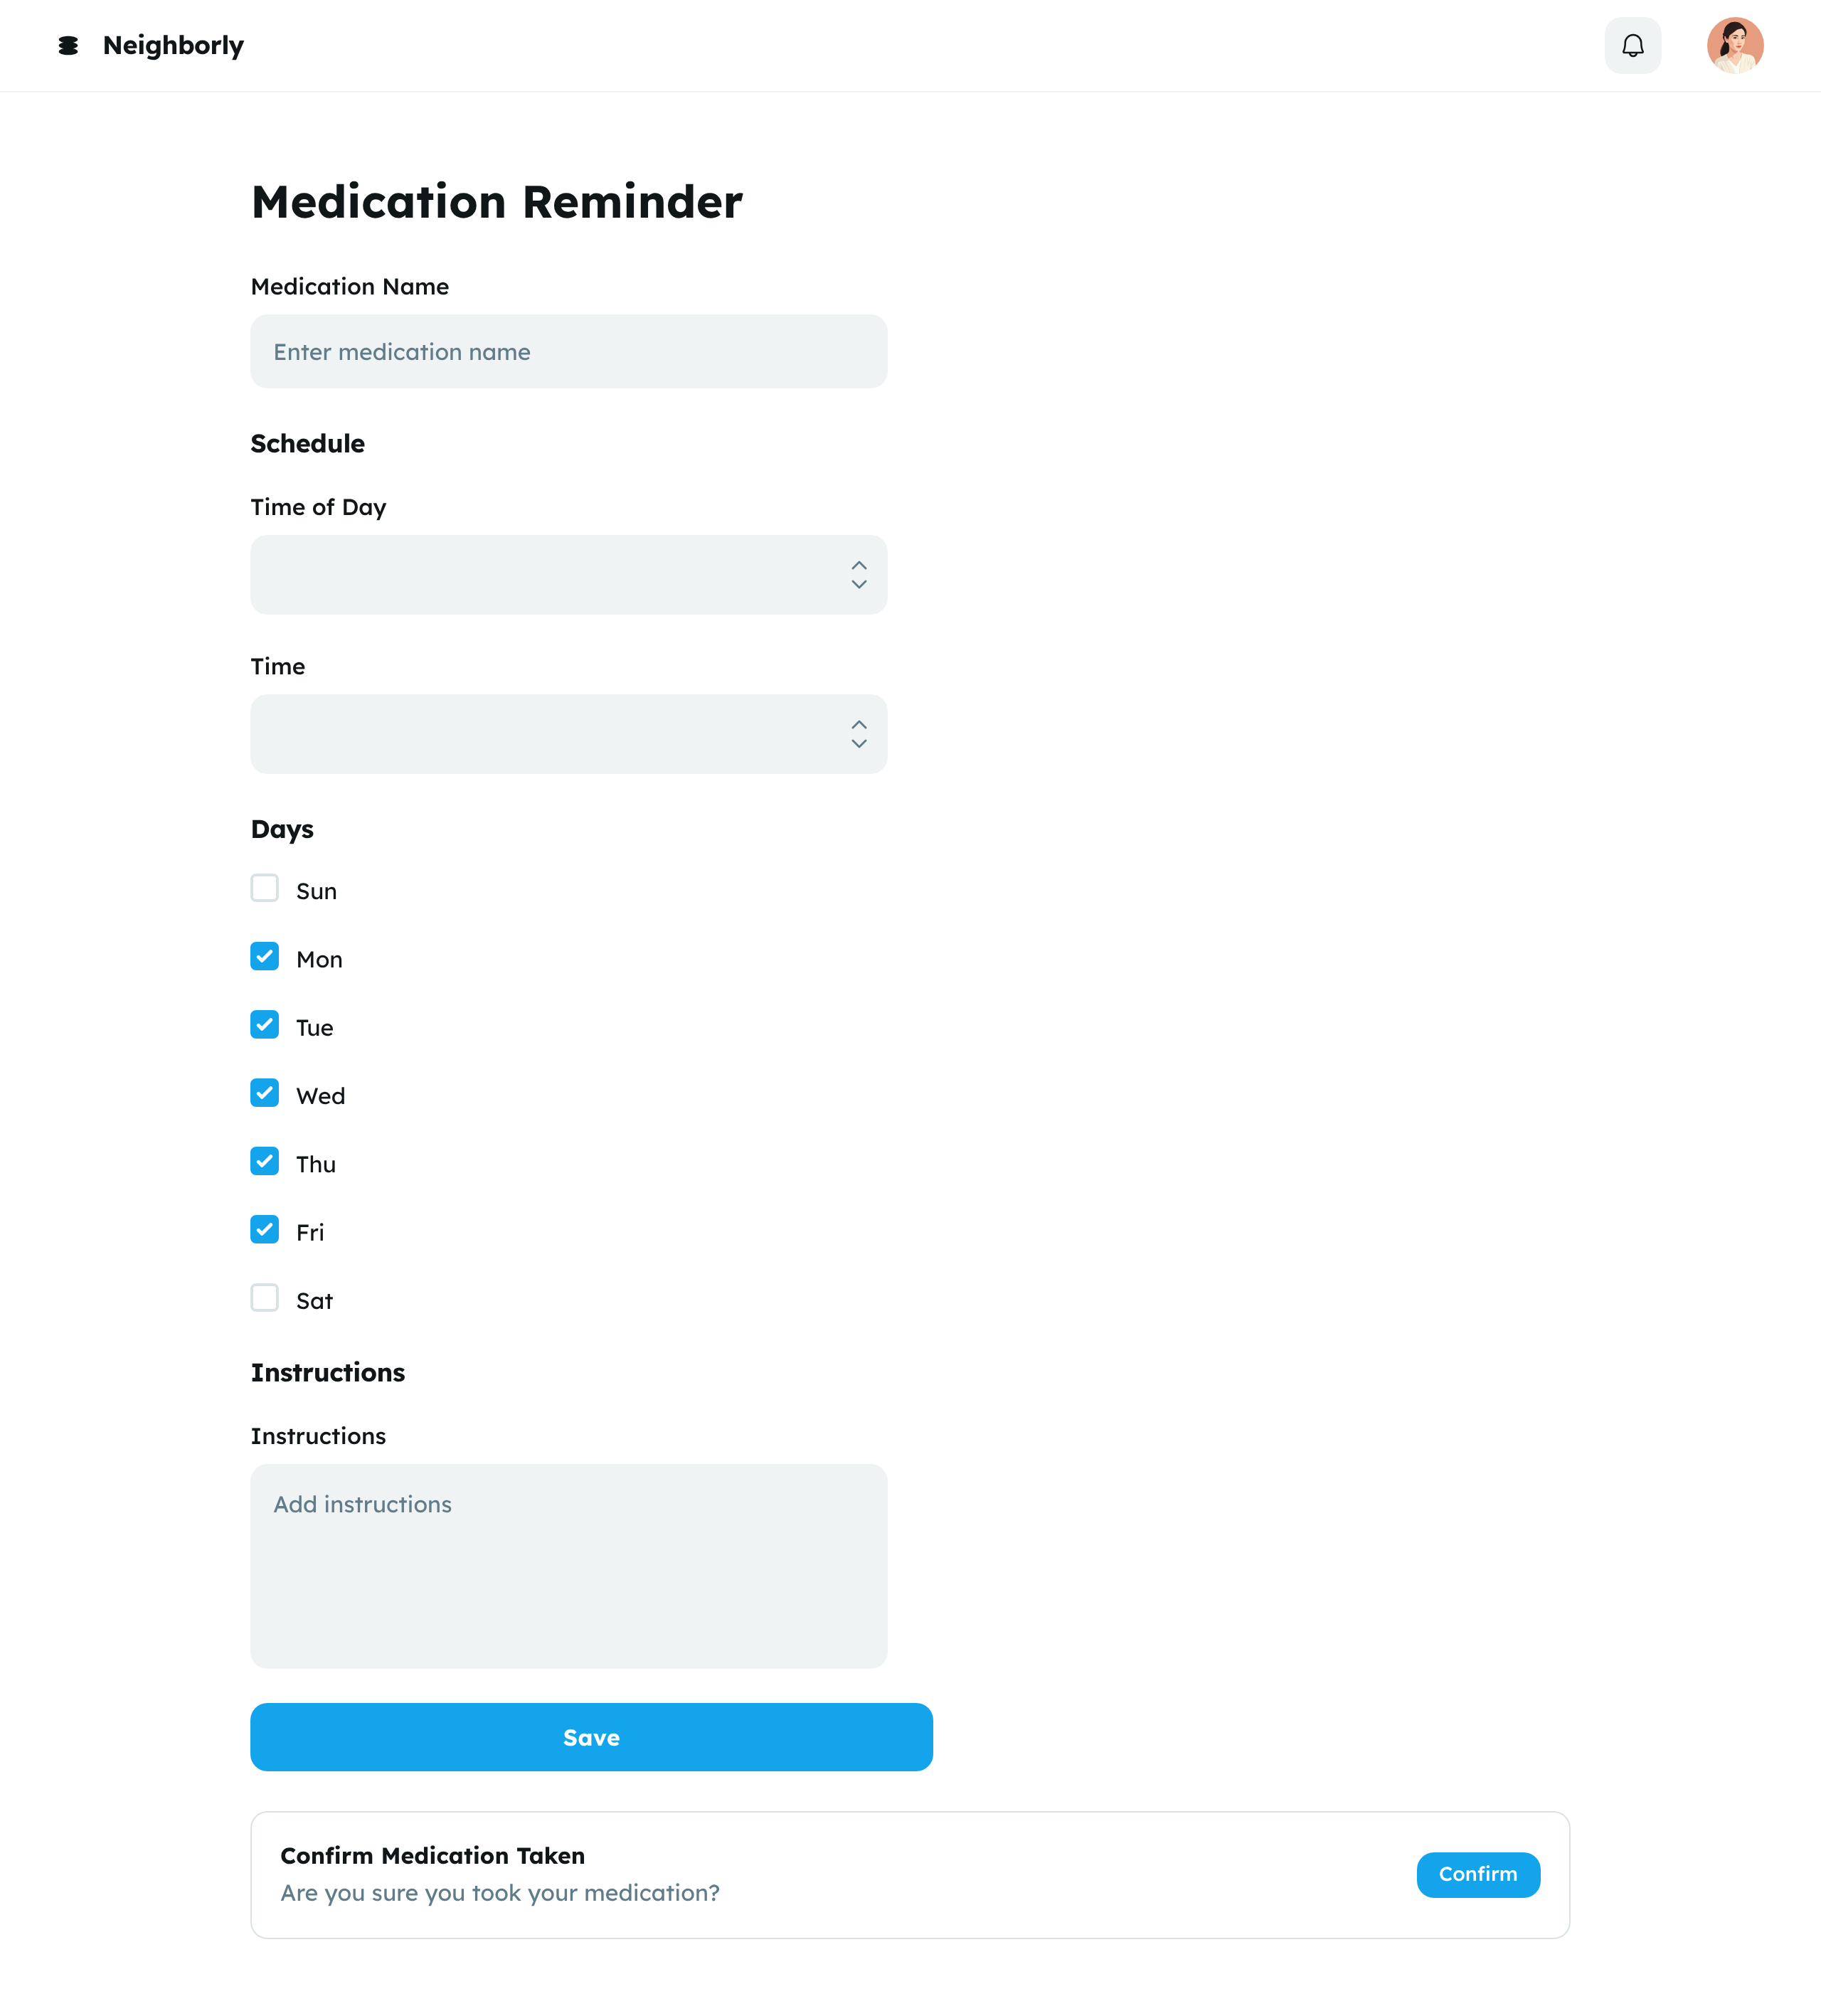 Neighborly
Medication Reminder
Medication Name
Enter medication name
Schedule
Time of Day
Time
Days
Sun
Mon
Tue
Wed
Thu
Fri
Sat
Instructions
Instructions
Add instructions
Save
Confirm Medication Taken
Are you sure you took your medication?
Confirm